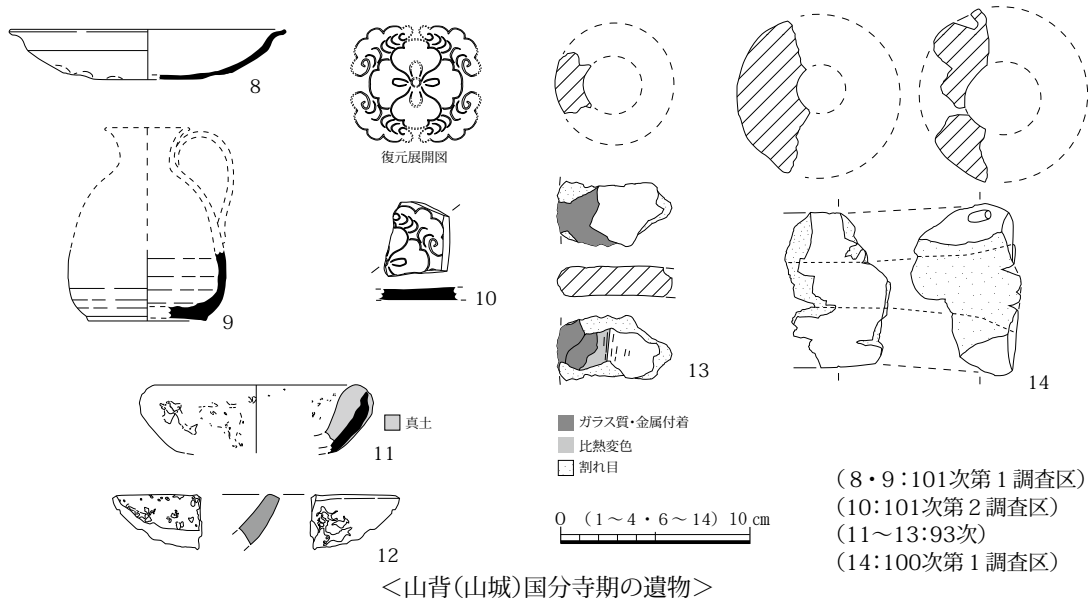 8
復元展開図
9
10
13
14
真土
11
ガラス質・金属付着
比熱変色
割れ目
12
0 (1~4・6~14) 10㎝
(8・9:101次第1調査区)
(10:101次第2調査区)
(11~13:93次)
(14:100次第1調査区)
<山背(山城)国分寺期の遺物>